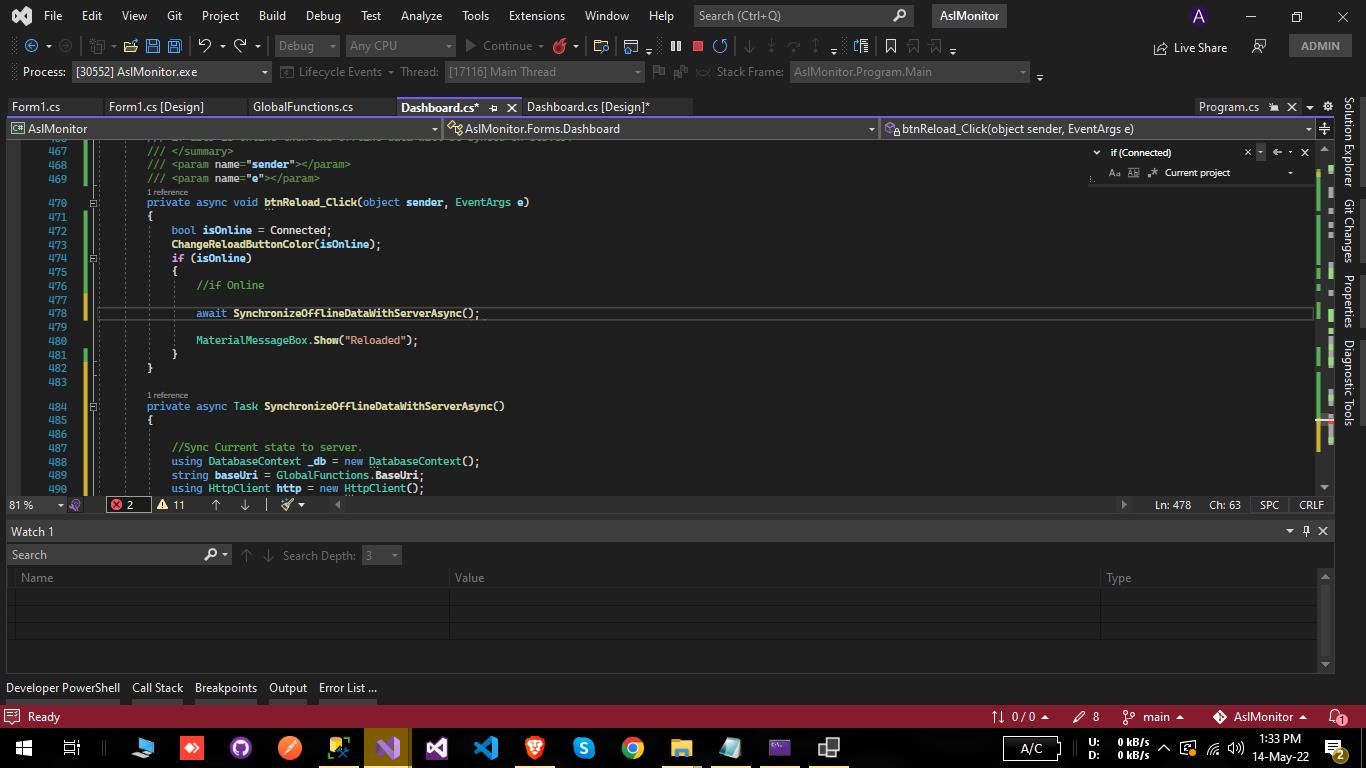 File Edit View Git Project Build Debug Test Analyze Tools Extensions Window Help Search (Ctrl+Q) AslMonitor A
Debug Any CPU Continue Live Share ADMIN
Process: [30552] AslMonitor.exe Lifecycle Events Thread: [17116] Main Thread Stack Frame: AslMonitor.Program.Main
Form1.cs Form1.cs [Design] GlobalFunctions.cs Dashboard.cs* Dashboard.cs [Design]* Program.cs
C# AslMonitor AslMonitor.Forms.Dashboard btnReload_Click(object sender, EventArgs e)
if (Connected)
Aa Current project
467 /// </summary>
468 /// <param name="sender"></param>
469 /// <param name="e"></param>
1 reference
470 private async void btnReload_Click(object sender, EventArgs e)
471 {
472 bool isOnline = Connected;
473 ChangeReloadButtonColor(isOnline);
474 if (isOnline)
475 {
476 //if Online
477
478 await SynchronizeOfflineDataWithServerAsync();
479
480 MaterialMessageBox.Show("Reloaded");
481 }
482 }
483
1 reference
484 private async Task SynchronizeOfflineDataWithServerAsync()
485 {
486
487 //Sync Current state to server.
488 using DatabaseContext _db = new DatabaseContext();
489 string baseUri = GlobalFunctions.BaseUri;
490 using HttpClient http = new HttpClient();
Solution Explorer
Git Changes
Properties
Diagnostic Tools
81 % 2 11 Ln: 478 Ch: 63 SPC CRLF
Watch 1
Search Search Depth: 3
Name Value Type
Developer PowerShell Call Stack Breakpoints Output Error List ...
Ready 0 / 0 8 main AslMonitor 1
A/C U: 0 kB/s D: 0 kB/s 1:33 PM 14-May-22 2